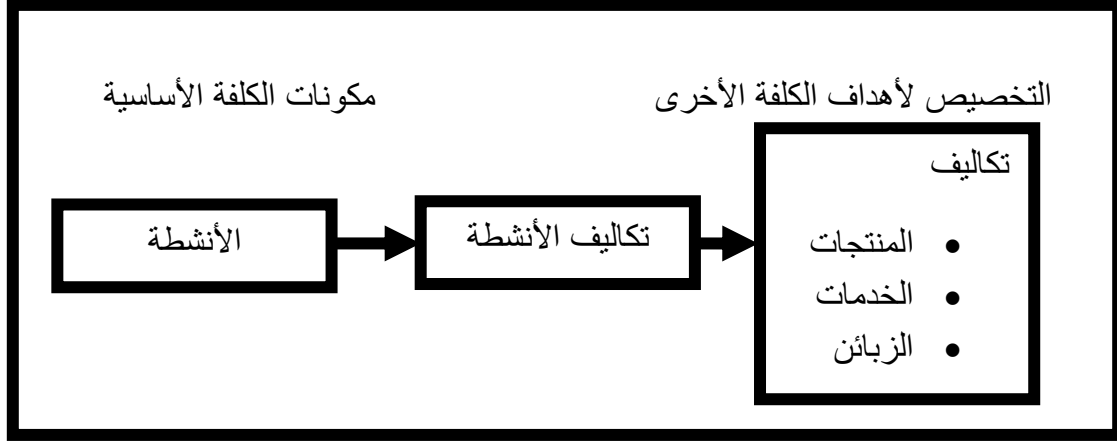 التخصيص لأهداف الكلفة الأخرى
مكونات الكلفة الأساسية
الأنشطة
تكاليف الأنشطة
تكاليف
• المنتجات
• الخدمات
• الزبائن